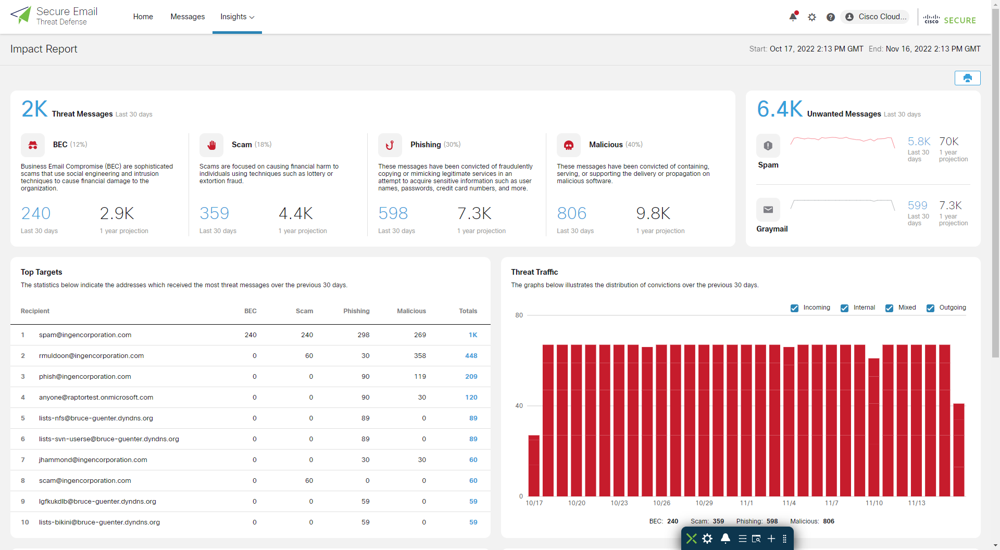 Secure Email
Threat Defense
Home
Messages
Insights
Cisco Cloud...
CISCO SECURE
Impact Report
Start: Oct 17, 2022 2:13 PM GMT End: Nov 16, 2022 2:13 PM GMT
2K Threat Messages Last 30 days
BEC (12%)
Business Email Compromise (BEC) are sophisticated
scams that use social engineering and intrusion
techniques to cause financial damage to the
organization.
240
Last 30 days
2.9K
1 year projection
Scam (18%)
Scams are focused on causing financial harm to
individuals using techniques such as lottery or
extortion fraud.
359
Last 30 days
4.4K
1 year projection
Phishing (30%)
These messages have been convicted of fraudulently
copying or mimicking legitimate services in an
attempt to acquire sensitive information such as user
names, passwords, credit card numbers, and more.
598
Last 30 days
7.3K
1 year projection
Malicious (40%)
These messages have been convicted of containing,
serving, or supporting the delivery or propagation on
malicious software.
806
Last 30 days
9.8K
1 year projection
6.4K Unwanted Messages Last 30 days
Spam
5.8K
Last 30
days
70K
1 year
projection
Graymail
599
Last 30
days
7.3K
1 year
projection
Top Targets
The statistics below indicate the addresses which received the most threat messages over the previous 30 days.
Recipient BEC Scam Phishing Malicious Totals
1 spam@ingencorporation.com 240 240 298 269 1K
2 rmuldoon@ingencorporation.com 0 60 30 358 448
3 phish@ingencorporation.com 0 0 90 119 209
4 anyone@raptortest.onmicrosoft.com 0 0 90 30 120
5 lists-nfs@bruce-guenter.dyndns.org 0 0 89 0 89
6 lists-svn-userse@bruce-guenter.dyndns.org 0 0 89 0 89
7 jhammond@ingencorporation.com 0 0 30 30 60
8 scam@ingencorporation.com 0 60 0 0 60
9 lgfkukdlb@bruce-guenter.dyndns.org 0 0 59 0 59
10 lists-bikini@bruce-guenter.dyndns.org 0 0 59 0 59
Threat Traffic
The graphs below illustrates the distribution of convictions over the previous 30 days.
Incoming Internal Mixed Outgoing
80
40
0
10/17 10/20 10/23 10/26 10/29 11/1 11/4 11/7 11/10 11/13
BEC: 240 Scam: 359 Phishing: 598 Malicious: 806